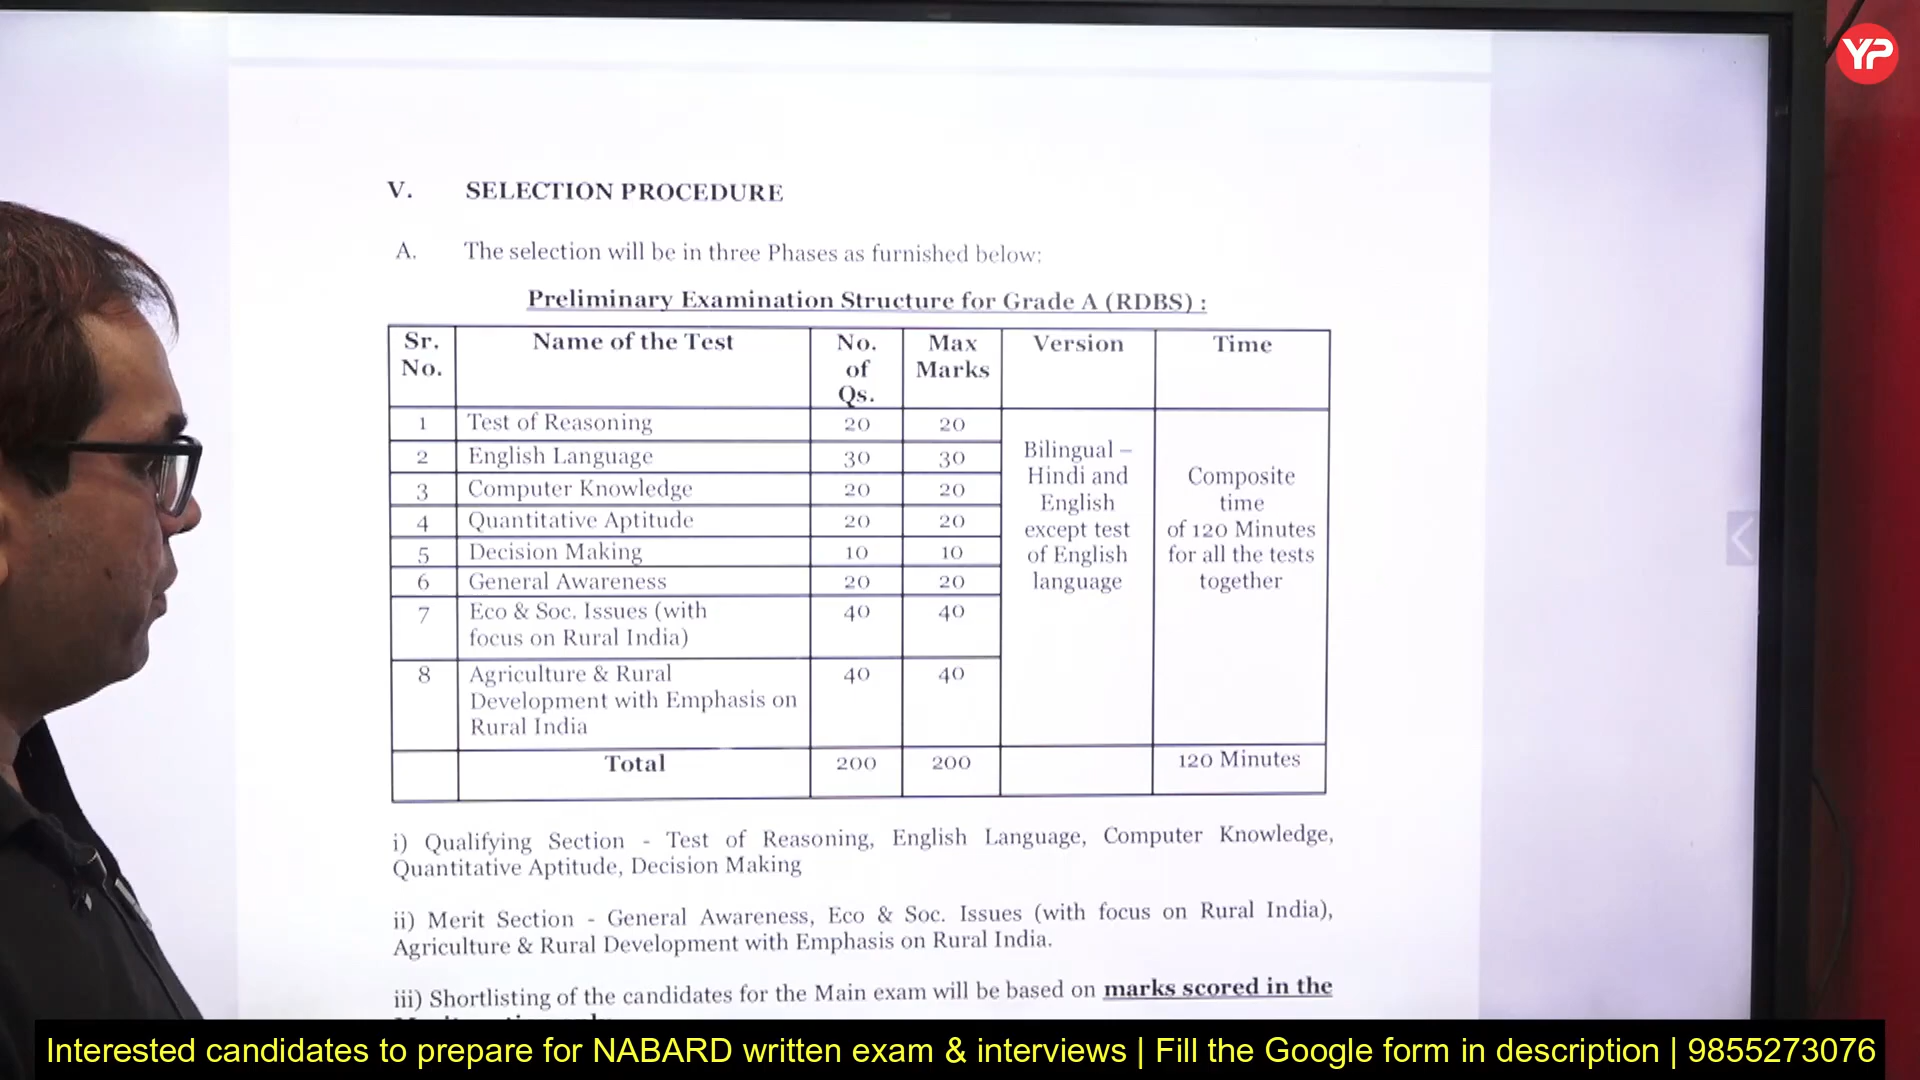 YP
V. SELECTION PROCEDURE
A. The selection will be in three Phases as furnished below:
Preliminary Examination Structure for Grade A (RDBS) :
Sr. No. Name of the Test No. of Qs. Max Marks Version Time
1 Test of Reasoning 20 20
2 English Language 30 30
3 Computer Knowledge 20 20
4 Quantitative Aptitude 20 20
5 Decision Making 10 10
6 General Awareness 20 20
7 Eco & Soc. Issues (with
focus on Rural India) 40 40
8 Agriculture & Rural
Development with Emphasis on
Rural India 40 40
Bilingual –
Hindi and
English
except test
of English
language
Composite
time
of 120 Minutes
for all the tests
together
Total 200 200 120 Minutes
i) Qualifying Section - Test of Reasoning, English Language, Computer Knowledge,
Quantitative Aptitude, Decision Making
ii) Merit Section - General Awareness, Eco & Soc. Issues (with focus on Rural India),
Agriculture & Rural Development with Emphasis on Rural India.
iii) Shortlisting of the candidates for the Main exam will be based on marks scored in the
Interested candidates to prepare for NABARD written exam & interviews | Fill the Google form in description | 9855273076